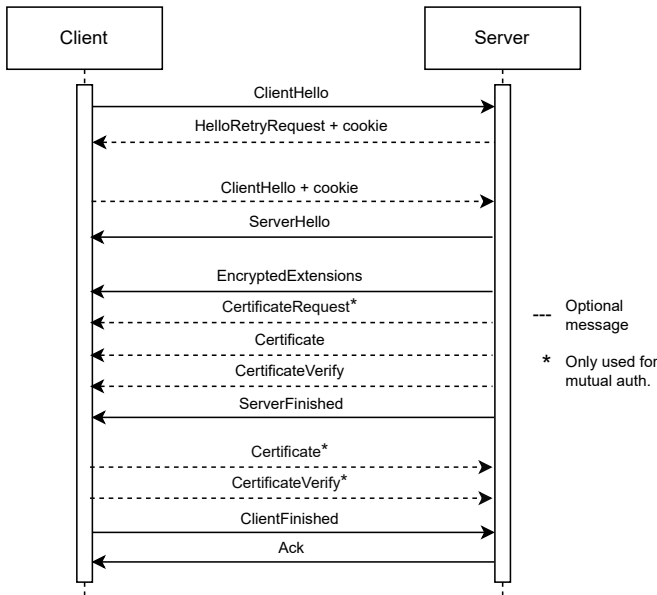 Client
Server
ClientHello
HelloRetryRequest + cookie
ClientHello + cookie
ServerHello
EncryptedExtensions
CertificateRequest*
Certificate
CertificateVerify
ServerFinished
Certificate*
CertificateVerify*
ClientFinished
Ack
--- Optional
message
* Only used for
mutual auth.